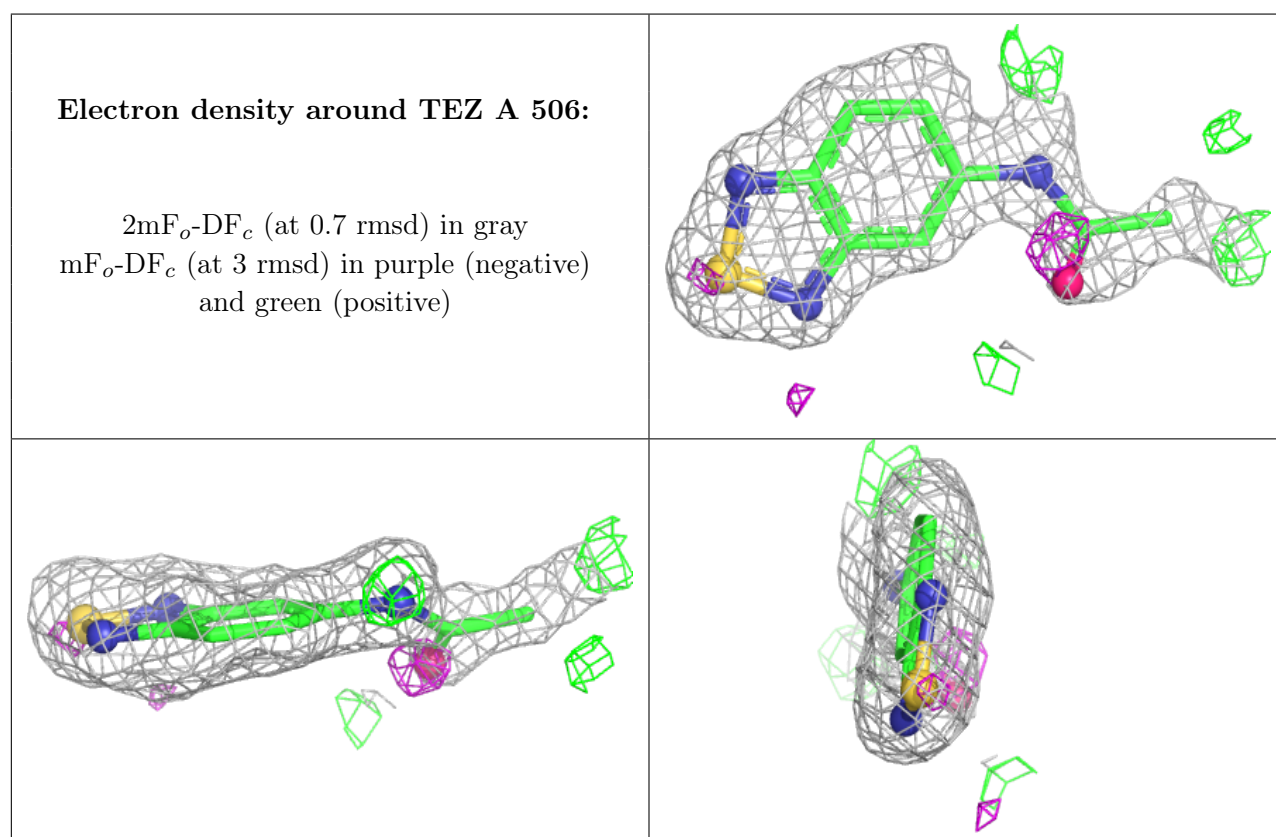 Electron density around TEZ A 506:
2mFo-DFc (at 0.7 rmsd) in gray
mFo-DFc (at 3 rmsd) in purple (negative)
and green (positive)